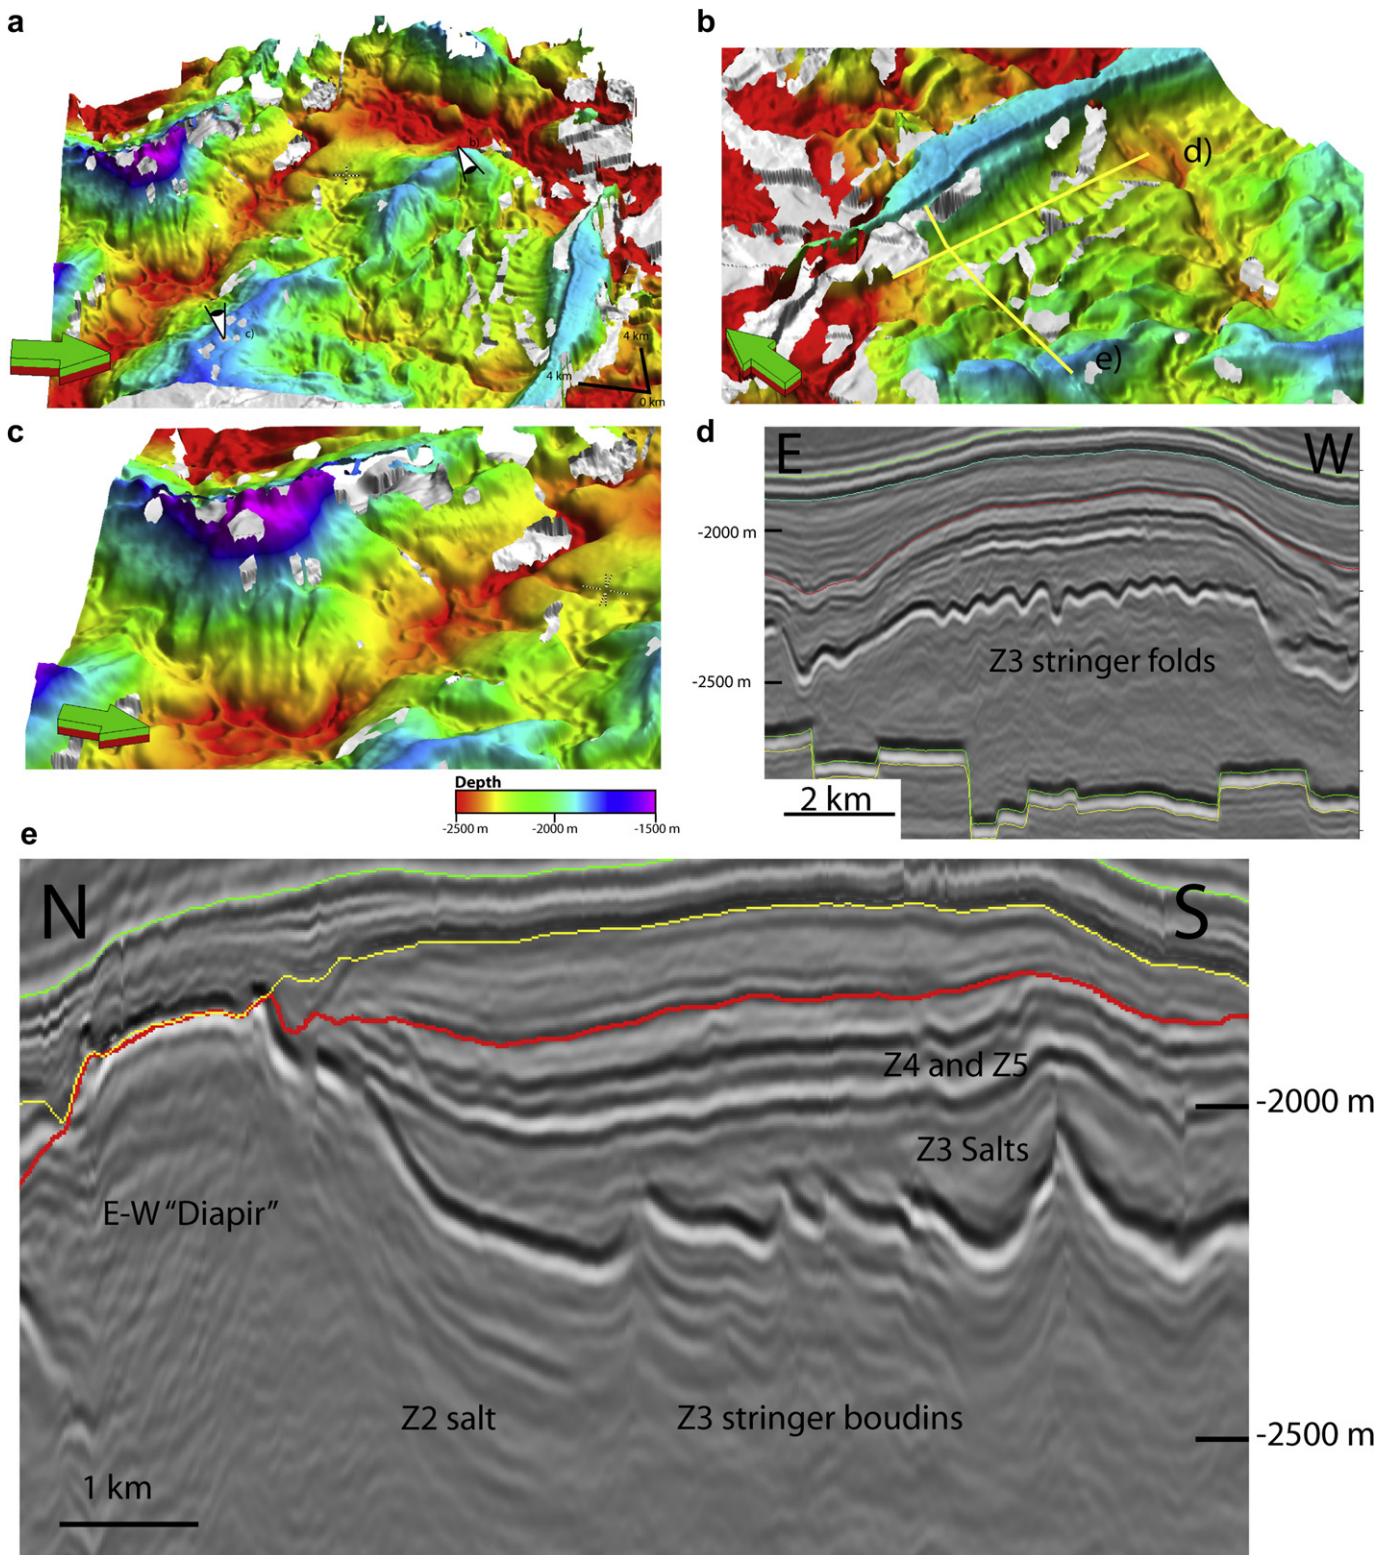 a
b)
c)
4 km
4 km
0 km
b
d)
e)
c
Depth
-2500 m
-2000 m
-1500 m
d
E
W
-2000 m
-2500 m
Z3 stringer folds
2 km
e
N
S
Z4 and Z5
-2000 m
Z3 Salts
E-W “Diapir”
Z2 salt
Z3 stringer boudins
-2500 m
1 km